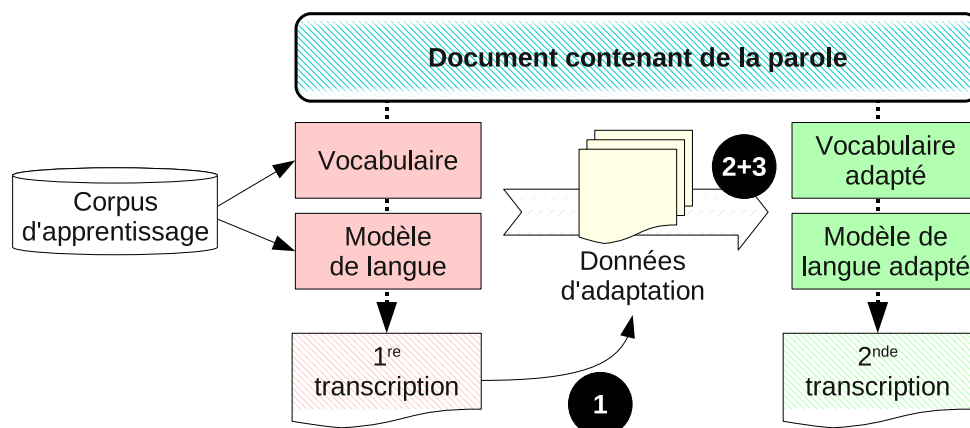 Document contenant de la parole
Vocabulaire
2+3
Vocabulaire
adapté
Corpus
d'apprentissage
Modèle
de langue
Données
d'adaptation
Modèle de
langue adapté
1re
transcription
1
2nde
transcription